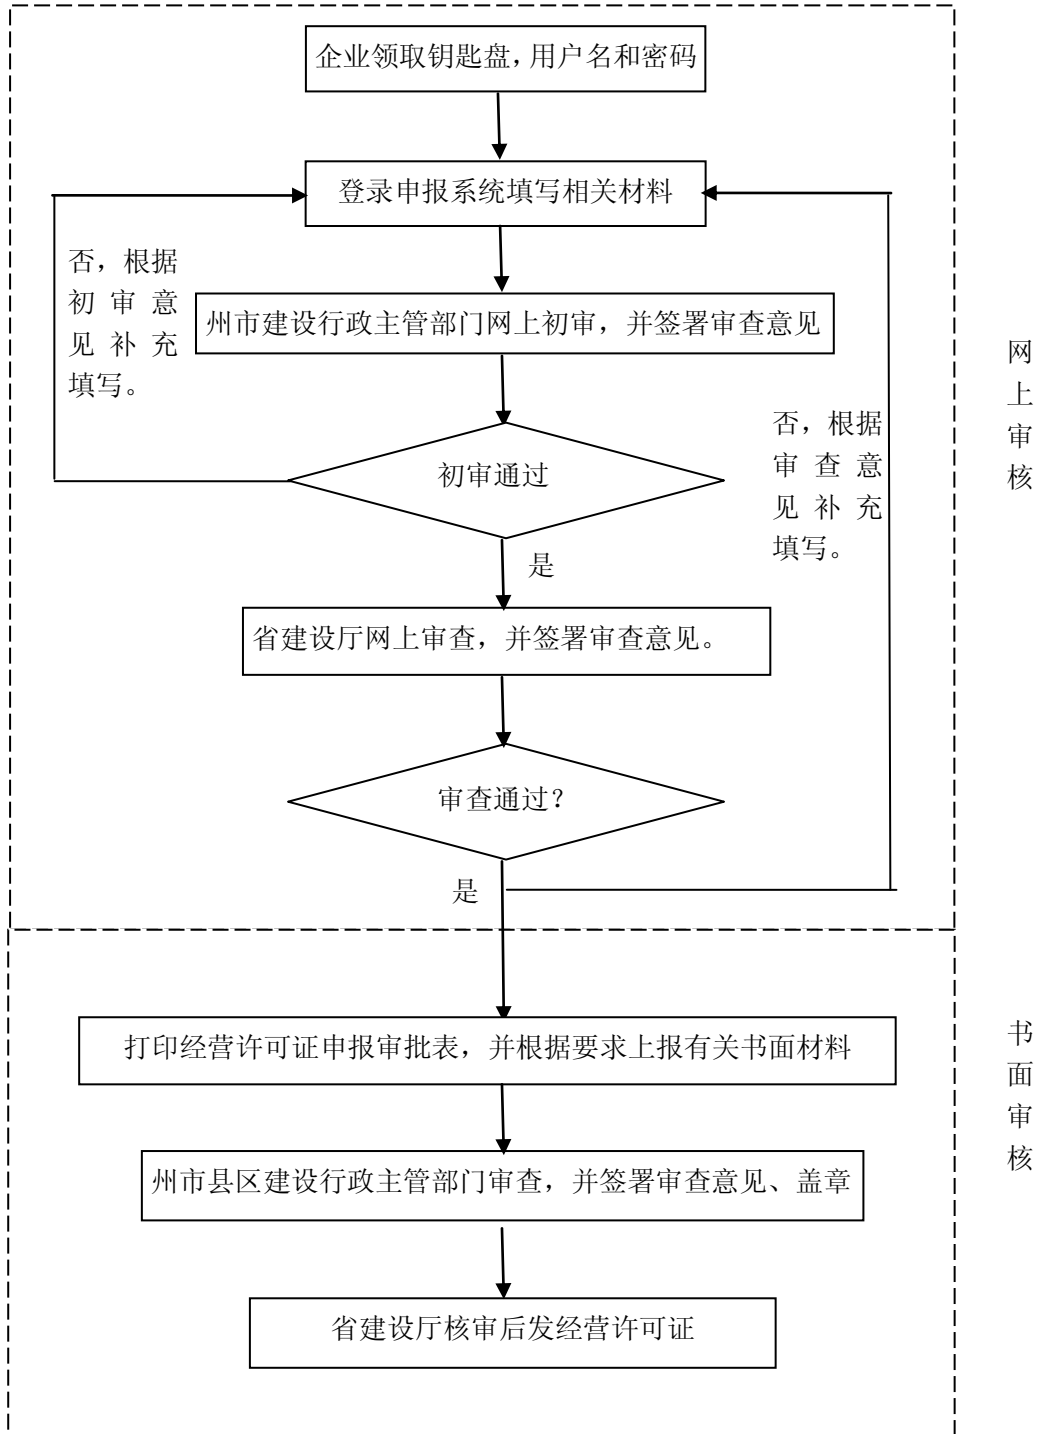 企业领取钥匙盘，用户名和密码
登录申报系统填写相关材料
否，根据
初审意
见补充
填写。
州市建设行政主管部门网上初审，并签署审查意见
网
上
审
核
否，根据
审查意
见补充
填写。
初审通过
是
省建设厅网上审查，并签署审查意见。
审查通过？
是
打印经营许可证申报审批表，并根据要求上报有关书面材料
书
面
审
核
州市县区建设行政主管部门审查，并签署审查意见、盖章
省建设厅核审后发经营许可证